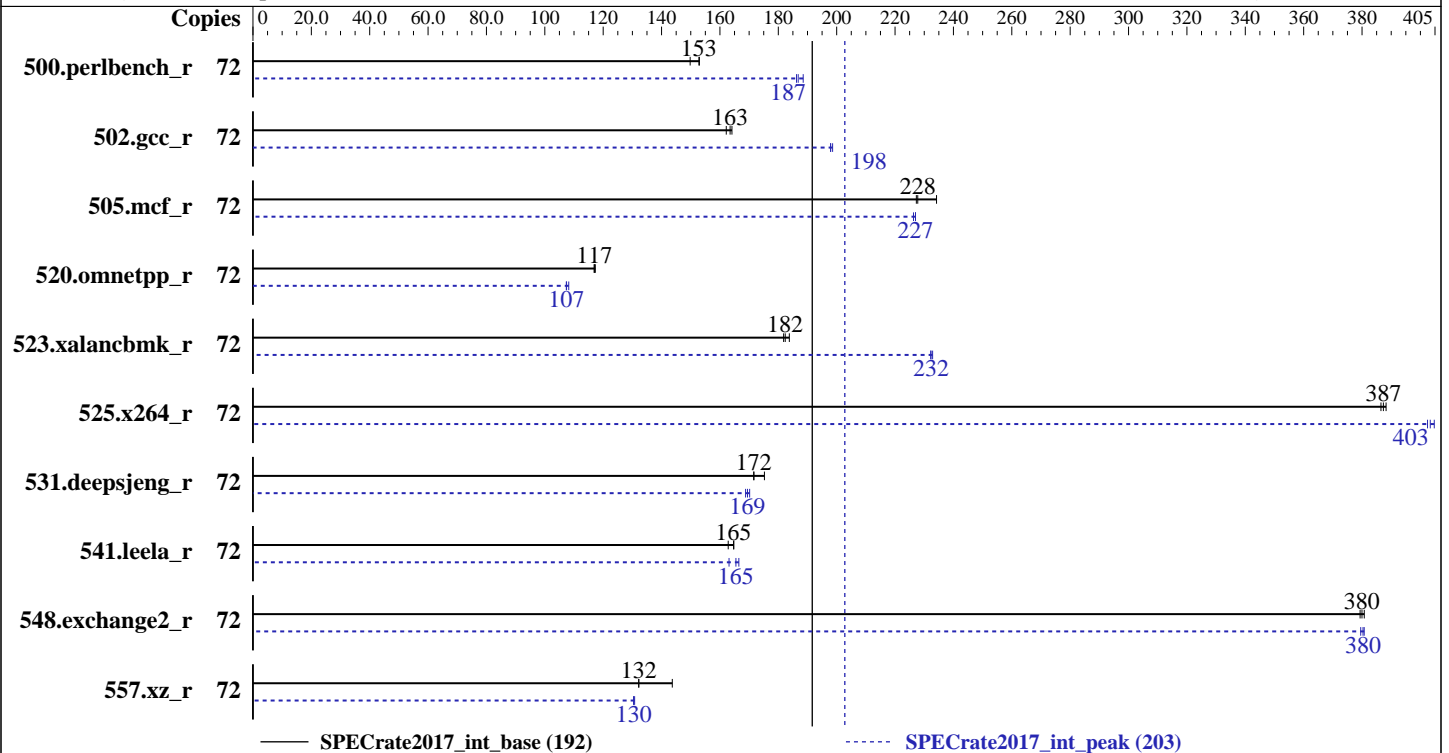 Copies 0 20.0 40.0 60.0 80.0 100 120 140 160 180 200 220 240 260 280 300 320 340 360 380 405
500.perlbench_r 72 153
187
502.gcc_r 72 163
198
505.mcf_r 72 228
227
520.omnetpp_r 72 117
107
523.xalancbmk_r 72 182
232
525.x264_r 72 387
403
531.deepsjeng_r 72 172
169
541.leela_r 72 165
165
548.exchange2_r 72 380
380
557.xz_r 72 132
130
SPECrate2017_int_base (192) SPECrate2017_int_peak (203)